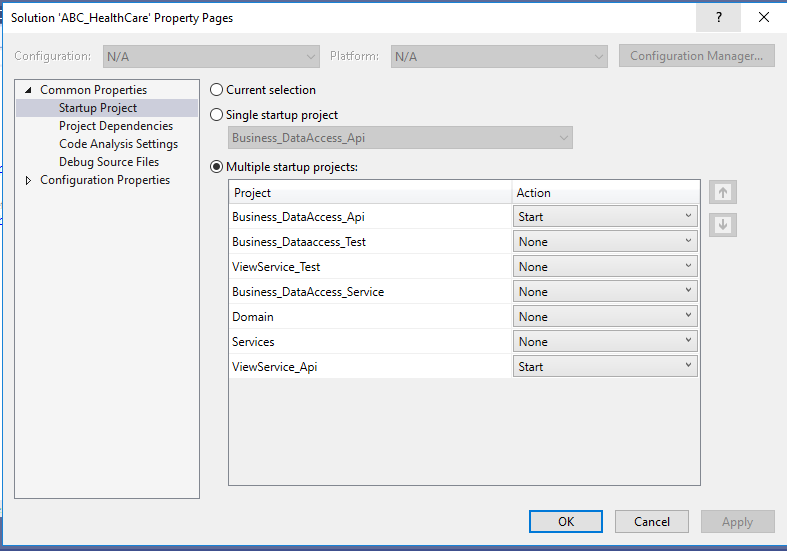 Solution 'ABC_HealthCare' Property Pages ?
Configuration: N/A Platform: N/A Configuration Manager...
Common Properties
Startup Project
Project Dependencies
Code Analysis Settings
Debug Source Files
Configuration Properties
Current selection
Single startup project
Business_DataAccess_Api
Multiple startup projects:
Project Action
Business_DataAccess_Api Start
Business_Dataaccess_Test None
ViewService_Test None
Business_DataAccess_Service None
Domain None
Services None
ViewService_Api Start
OK Cancel Apply